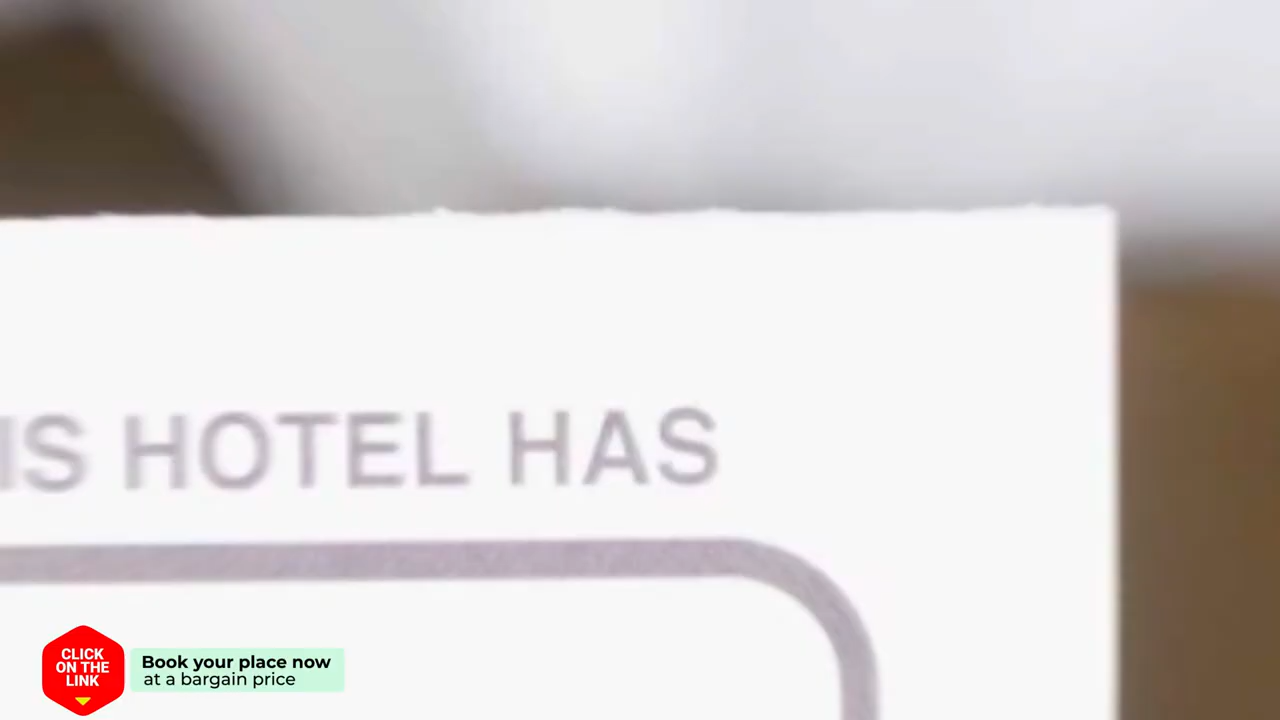 IS HOTEL HAS
CLICK
ON THE
LINK
Book your place now
at a bargain price